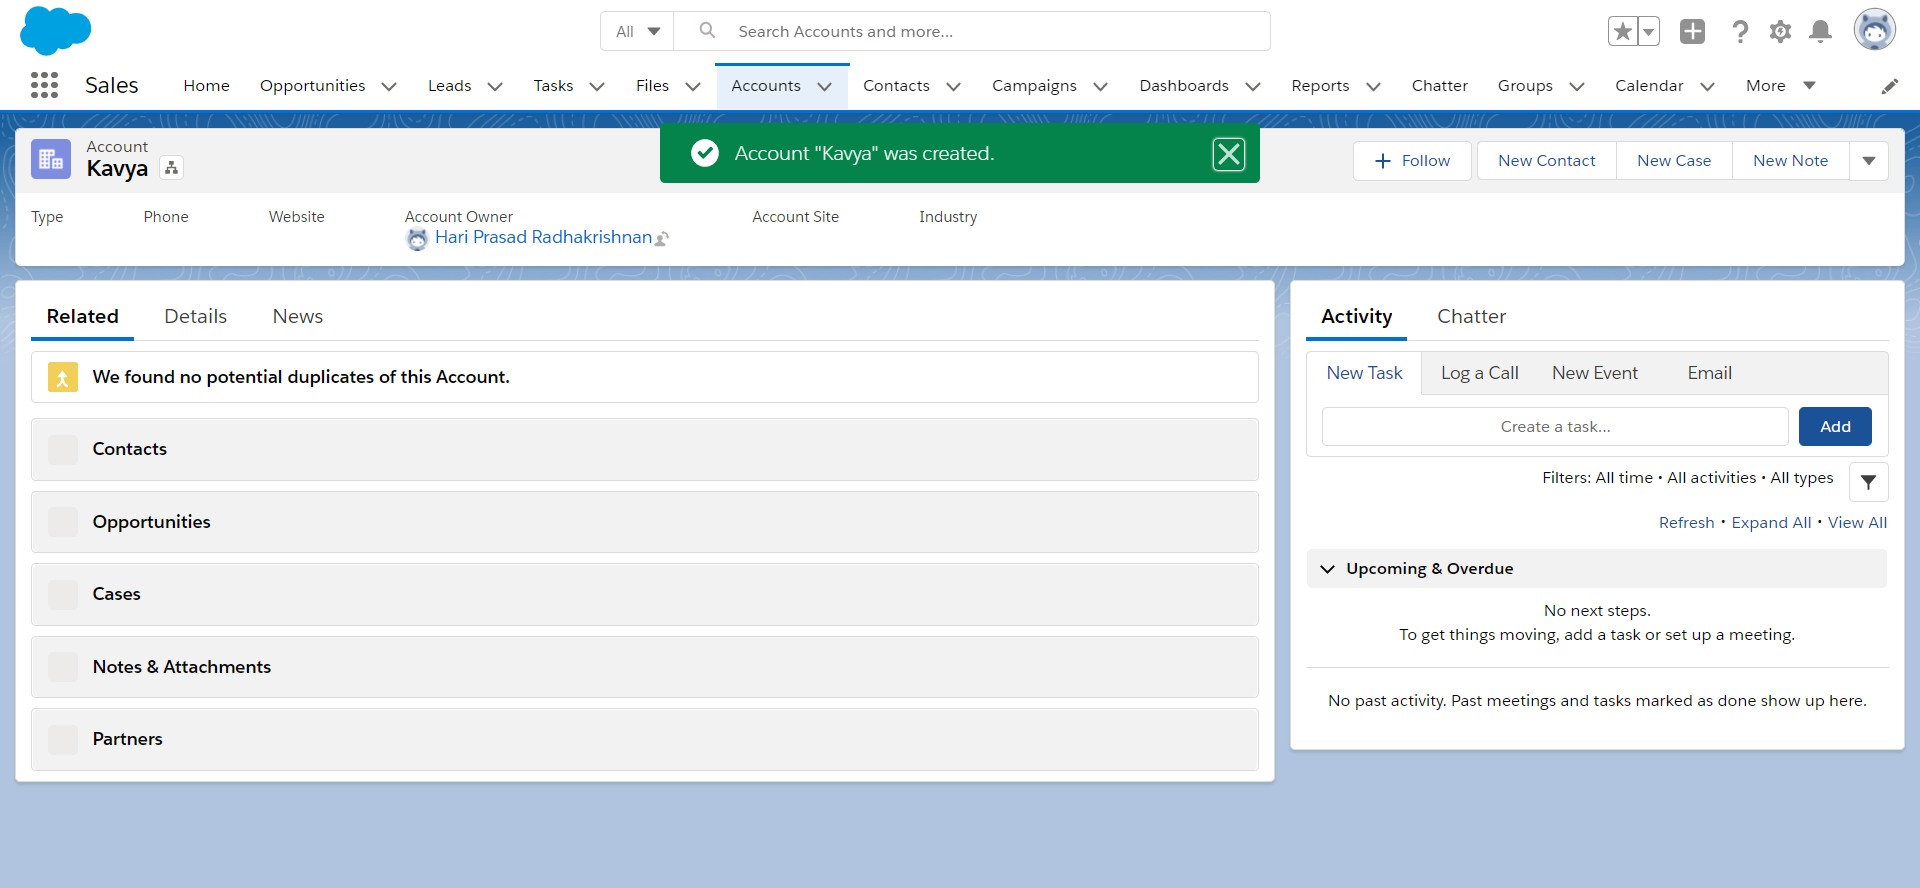 All
Search Accounts and more...
Sales Home Opportunities Leads Tasks Files Accounts Contacts Campaigns Dashboards Reports Chatter Groups Calendar More
Account
Kavya
Account "Kavya" was created.
Follow New Contact New Case New Note
Type Phone Website Account Owner Account Site Industry
Hari Prasad Radhakrishnan
Related Details News
We found no potential duplicates of this Account.
Contacts
Opportunities
Cases
Notes & Attachments
Partners
Activity Chatter
New Task Log a Call New Event Email
Create a task... Add
Filters: All time • All activities • All types
Refresh • Expand All • View All
Upcoming & Overdue
No next steps.
To get things moving, add a task or set up a meeting.
No past activity. Past meetings and tasks marked as done show up here.